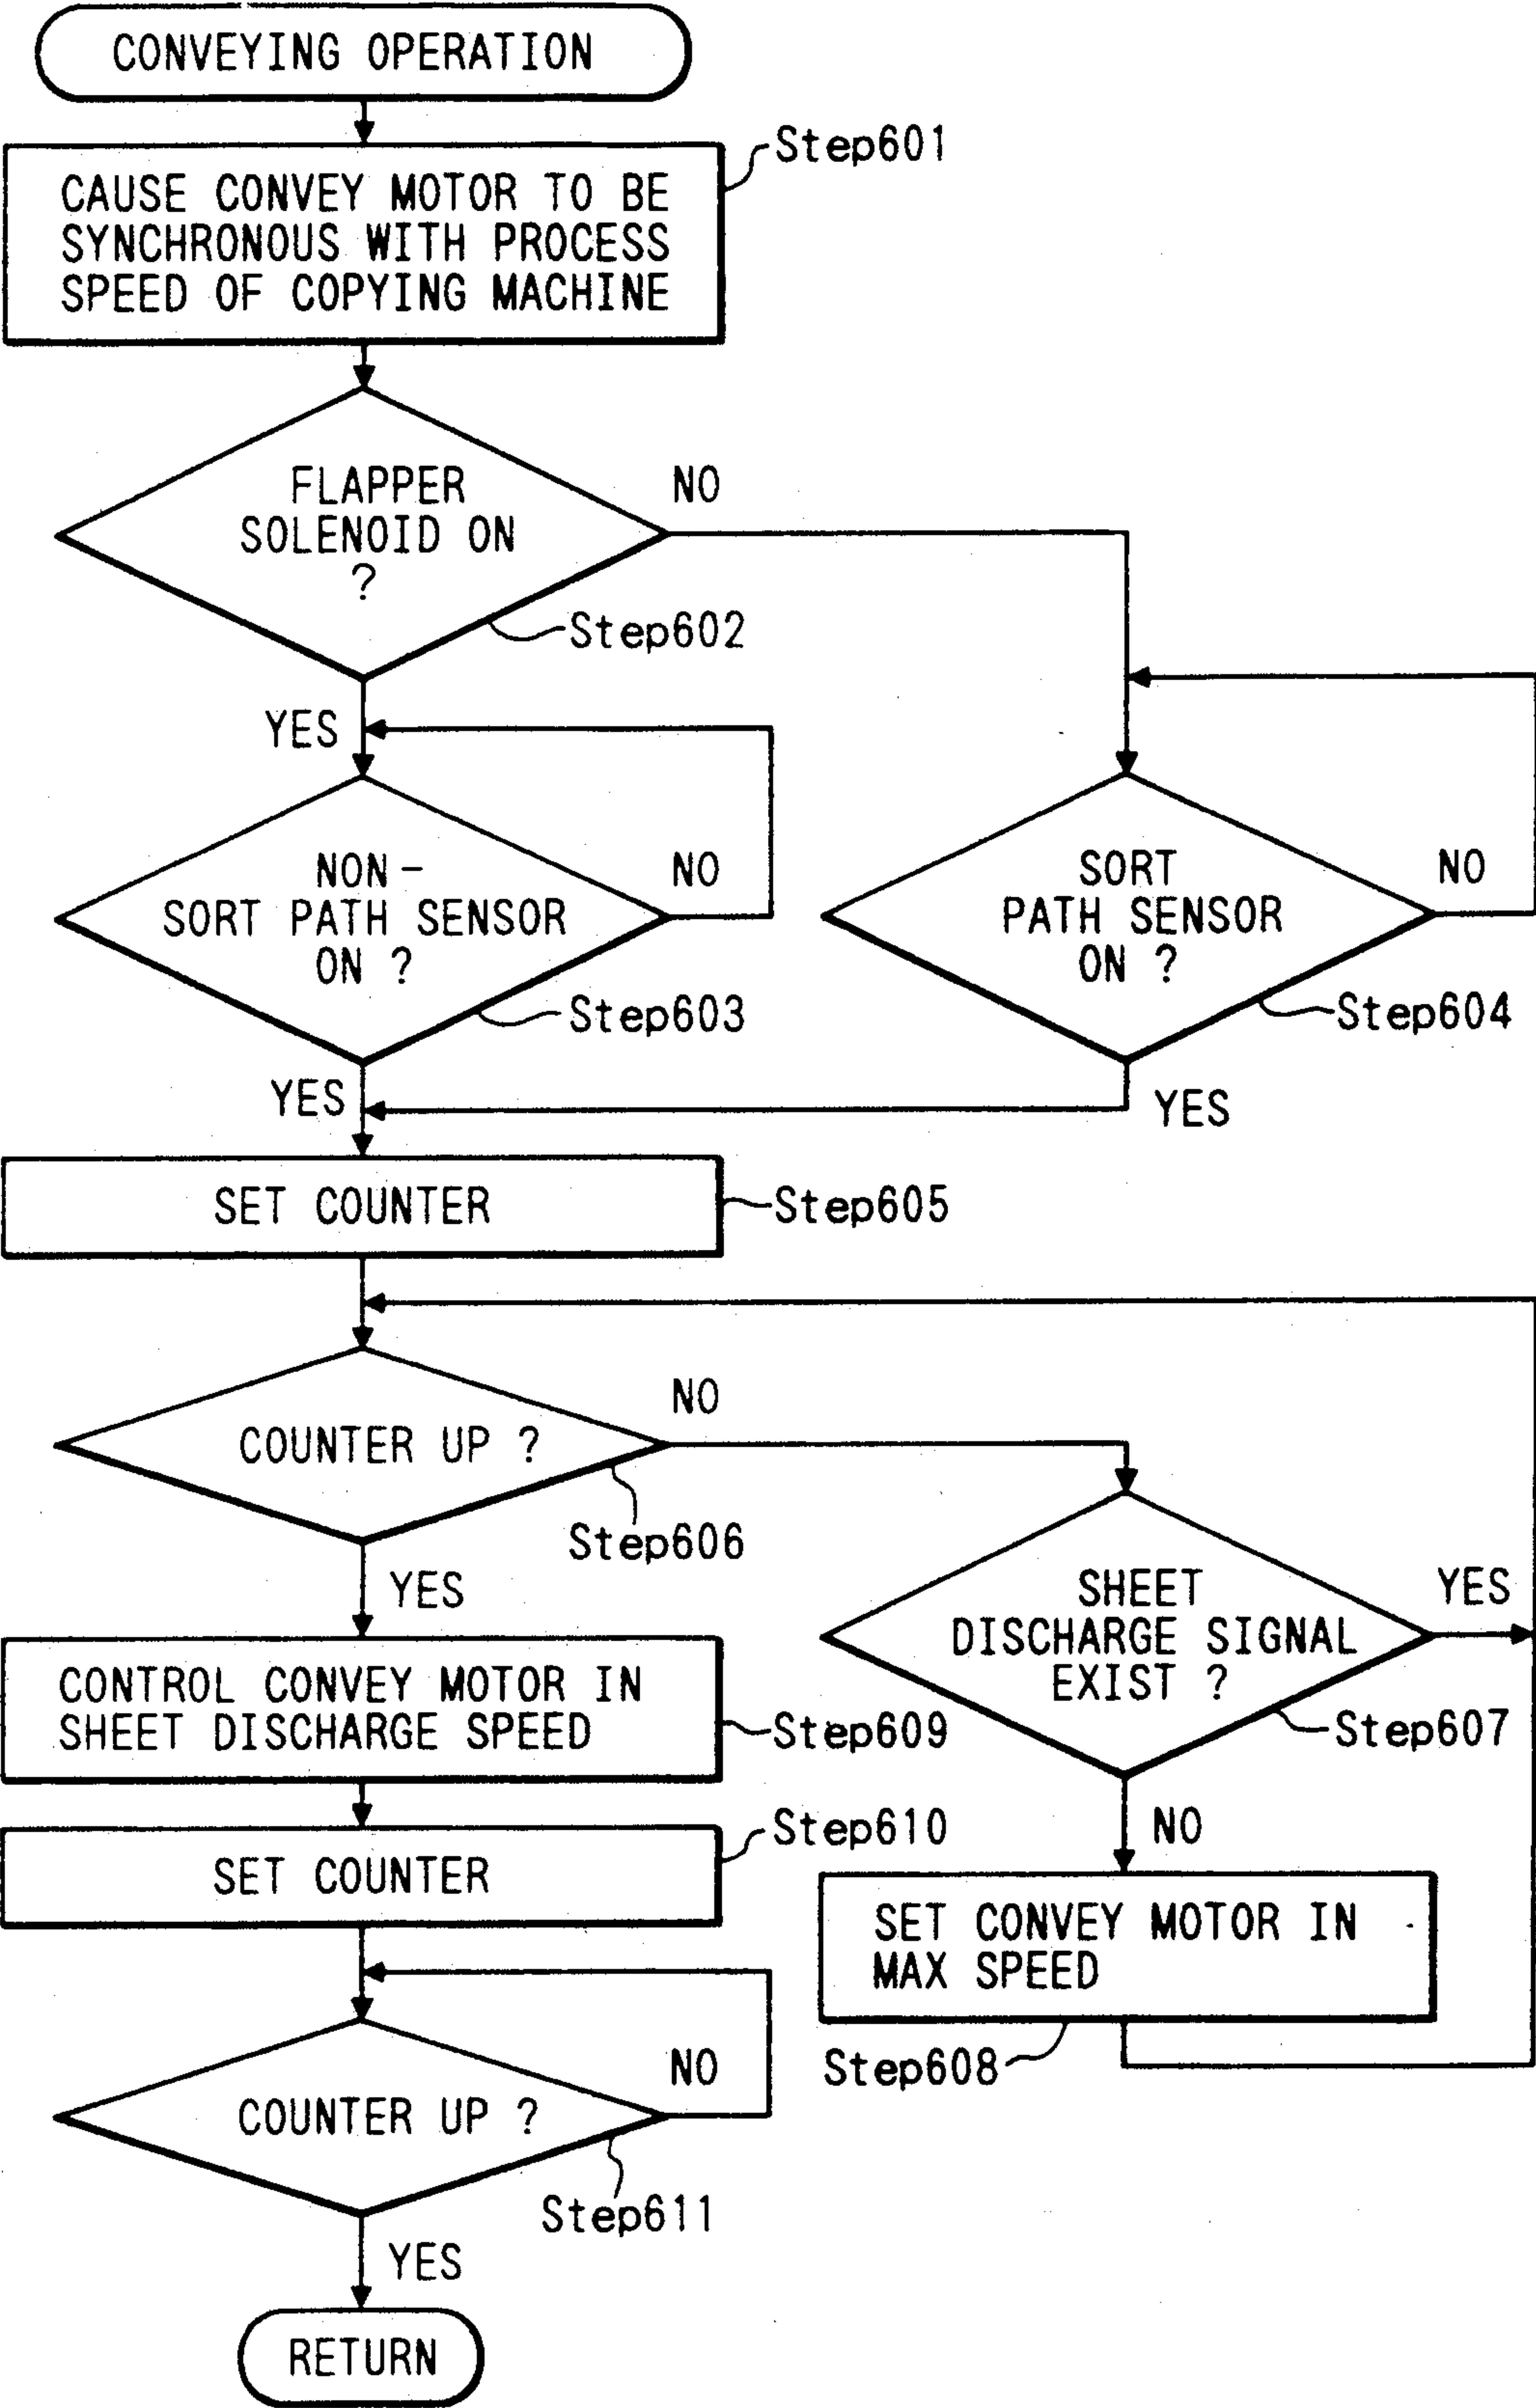 CONVEYING OPERATION
Step601
CAUSE CONVEY MOTOR TO BE
SYNCHRONOUS WITH PROCESS
SPEED OF COPYING MACHINE
FLAPPER
SOLENOID ON
?
NO
Step602
YES
NON-
SORT PATH SENSOR
ON ?
NO
Step603
SORT
PATH SENSOR
ON ?
NO
Step604
YES
YES
SET COUNTER
Step605
COUNTER UP ?
NO
Step606
YES
SHEET
DISCHARGE SIGNAL
EXIST ?
YES
Step607
CONTROL CONVEY MOTOR IN
SHEET DISCHARGE SPEED
Step609
NO
SET COUNTER
Step610
SET CONVEY MOTOR IN
MAX SPEED
Step608
COUNTER UP ?
NO
Step611
YES
RETURN